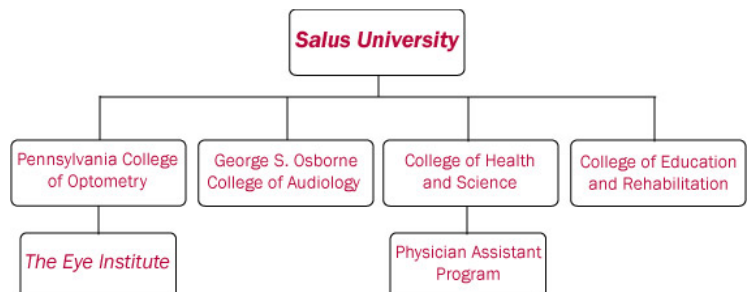 Salus University
Pennsylvania College
of Optometry
George S. Osborne
College of Audiology
College of Health
and Science
College of Education
and Rehabilitation
The Eye Institute
Physician Assistant
Program